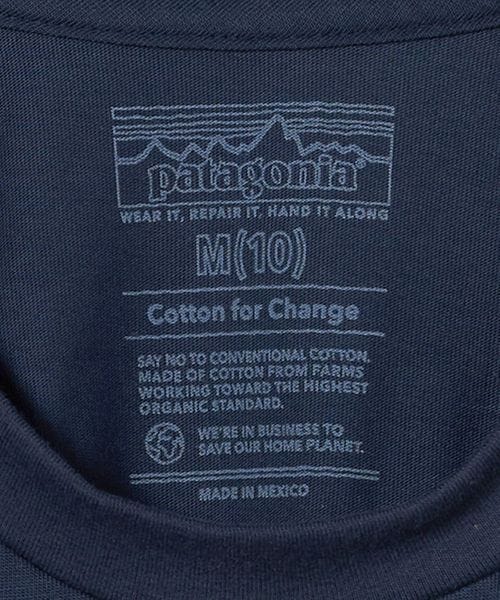 patagonia®
WEAR IT, REPAIR IT, HAND IT ALONG
M(10)
Cotton for Change
SAY NO TO CONVENTIONAL COTTON.
MADE OF COTTON FROM FARMS
WORKING TOWARD THE HIGHEST
ORGANIC STANDARD.
WE'RE IN BUSINESS TO
SAVE OUR HOME PLANET.
MADE IN MEXICO